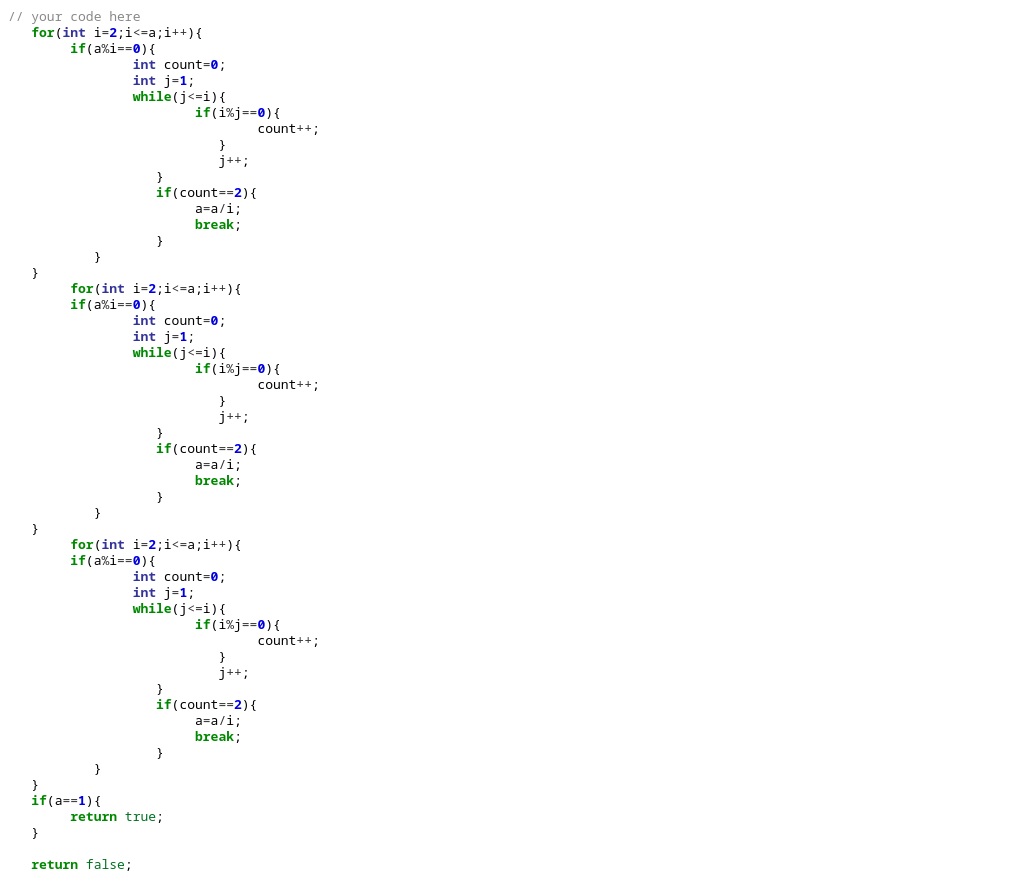 // your code here
for(int i=2;i<=a;i++){
if(a%i==0){
int count=0;
int j=1;
while(j<=i){
if(i%j==0){
count++;
}
j++;
}
if(count==2){
a=a/i;
break;
}
}
}
for(int i=2;i<=a;i++){
if(a%i==0){
int count=0;
int j=1;
while(j<=i){
if(i%j==0){
count++;
}
j++;
}
if(count==2){
a=a/i;
break;
}
}
}
for(int i=2;i<=a;i++){
if(a%i==0){
int count=0;
int j=1;
while(j<=i){
if(i%j==0){
count++;
}
j++;
}
if(count==2){
a=a/i;
break;
}
}
}
if(a==1){
return true;
}
return false;